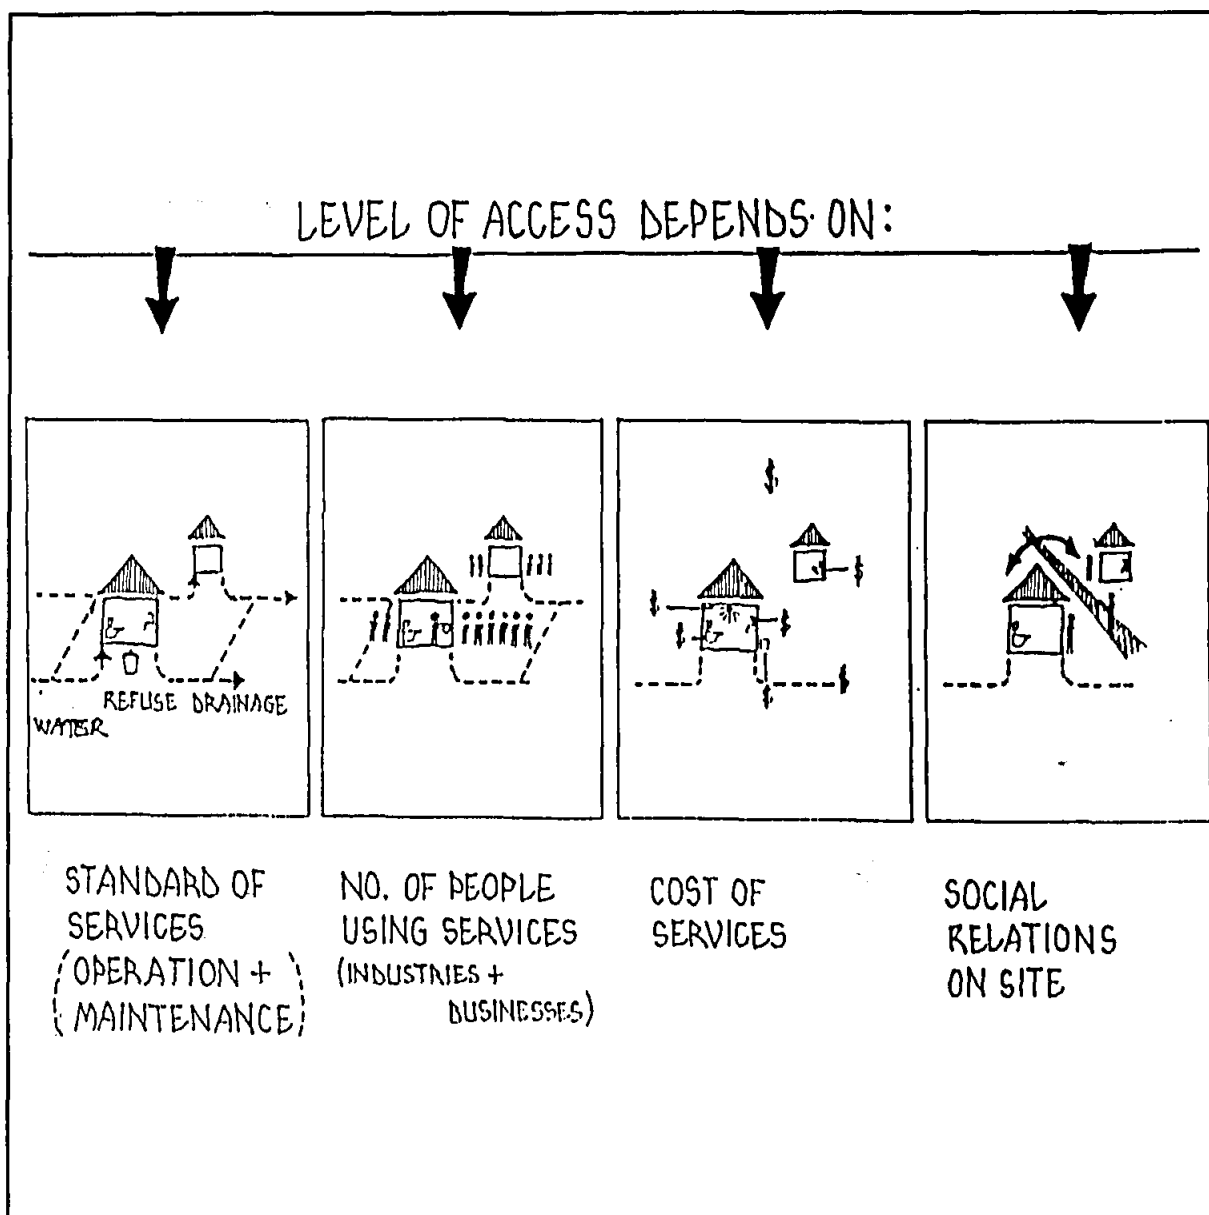 LEVEL OF ACCESS DEPENDS ON:
WATER
REFUSE DRAINAGE
STANDARD OF
SERVICES
(OPERATION +
MAINTENANCE)
NO. OF PEOPLE
USING SERVICES
(INDUSTRIES +
BUSINESSES)
COST OF
SERVICES
SOCIAL
RELATIONS
ON SITE